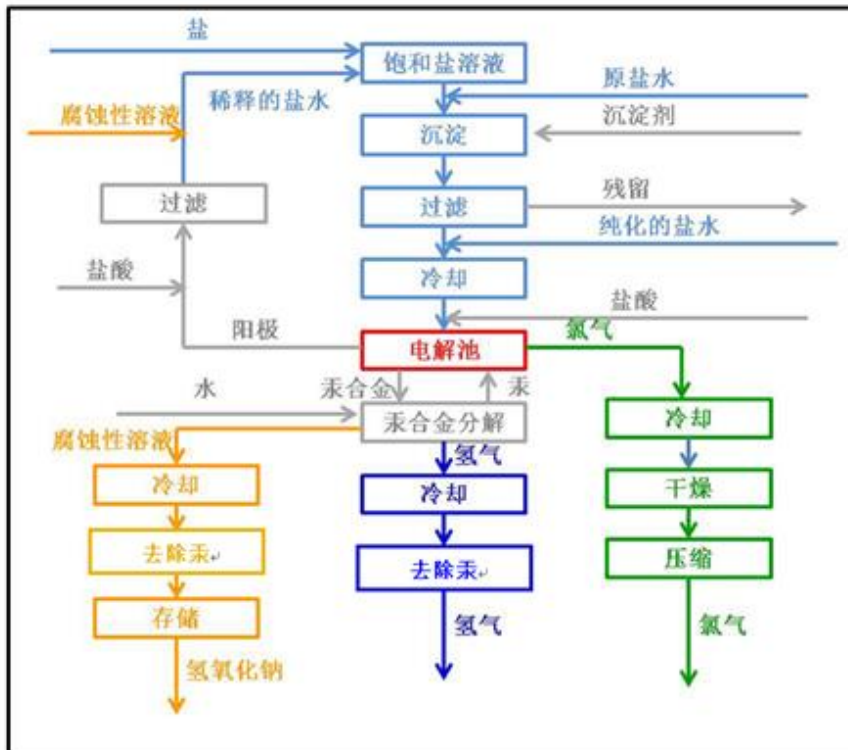 盐
饱和盐溶液
稀释的盐水
原盐水
腐蚀性溶液
沉淀
沉淀剂
过滤
过滤
残留
纯化的盐水
盐酸
冷却
盐酸
阳极
电解池
氯气
水
汞合金
汞
汞合金分解
冷却
腐蚀性溶液
氢气
冷却
冷却
干燥
去除汞
去除汞
压缩
存储
氢气
氯气
氢氧化钠